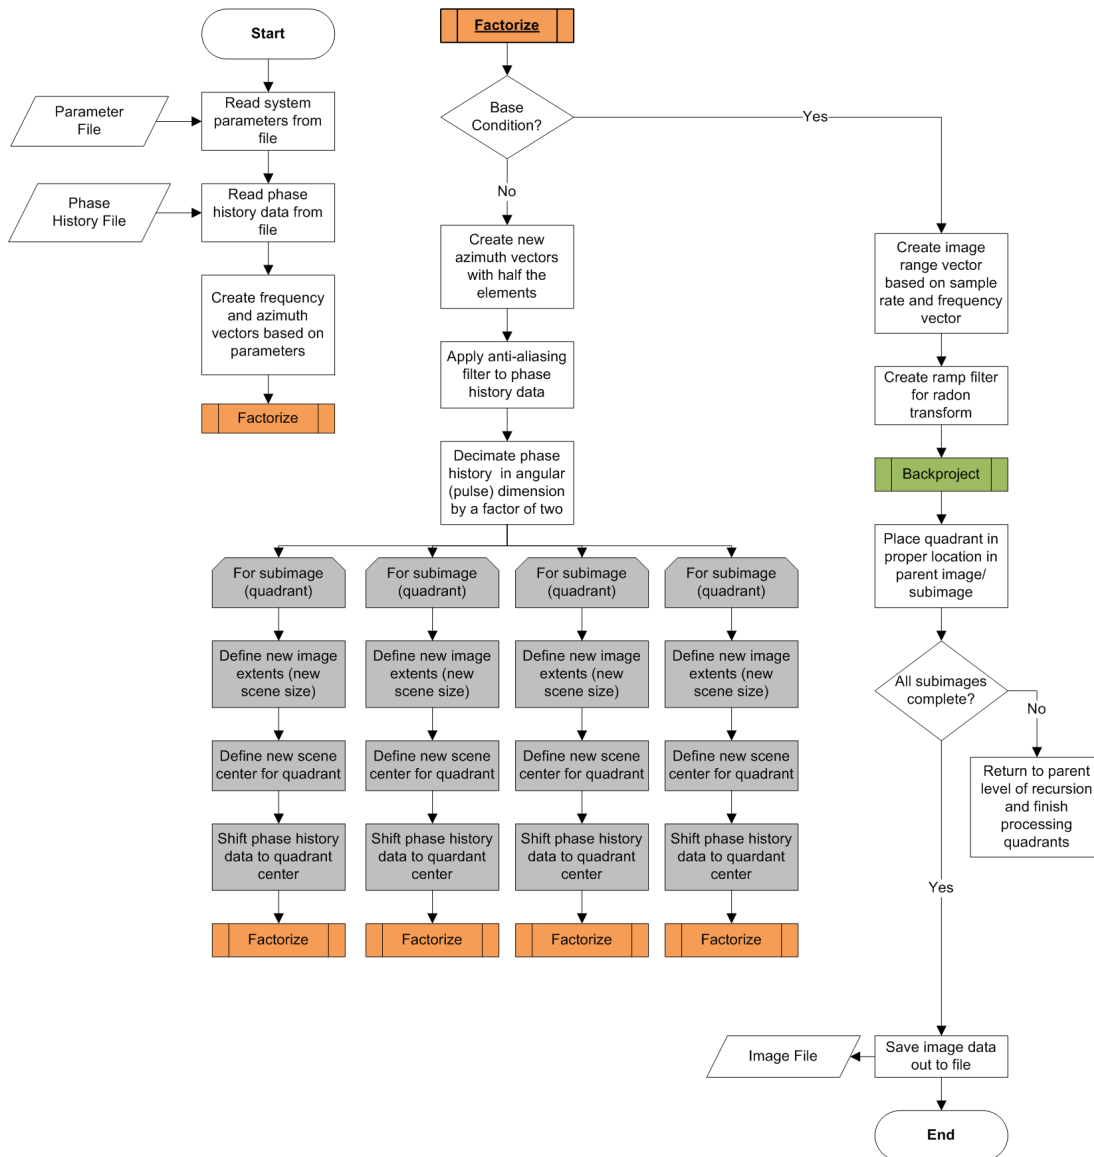 Start
Parameter
File
Read system
parameters from
file
Phase
History File
Read phase
history data from
file
Create frequency
and azimuth
vectors based on
parameters
Factorize
Factorize
Base
Condition?
Yes
No
Create new
azimuth vectors
with half the
elements
Apply anti-aliasing
filter to phase
history data
Decimate phase
history in angular
(pulse) dimension
by a factor of two
For subimage
(quadrant)
Define new image
extents (new
scene size)
Define new scene
center for quadrant
Shift phase history
data to quadrant
center
Factorize
For subimage
(quadrant)
Define new image
extents (new
scene size)
Define new scene
center for quadrant
Shift phase history
data to quardant
center
Factorize
For subimage
(quadrant)
Define new image
extents (new
scene size)
Define new scene
center for quadrant
Shift phase history
data to quadrant
center
Factorize
For subimage
(quadrant)
Define new image
extents (new
scene size)
Define new scene
center for quadrant
Shift phase history
data to quardant
center
Factorize
Create image
range vector
based on sample
rate and frequency
vector
Create ramp filter
for radon
transform
Backproject
Place quadrant in
proper location in
parent image/
subimage
All subimages
complete?
No
Return to parent
level of recursion
and finish
processing
quadrants
Yes
Save image data
out to file
Image File
End